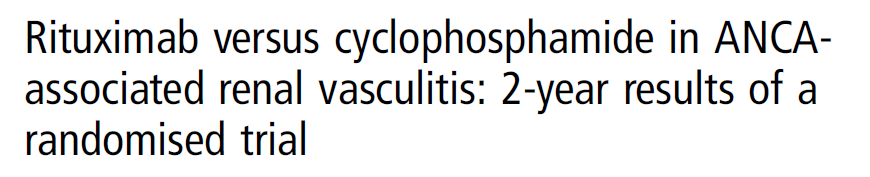 Rituximab versus cyclophosphamide in ANCA-
associated renal vasculitis: 2-year results of a
randomised trial